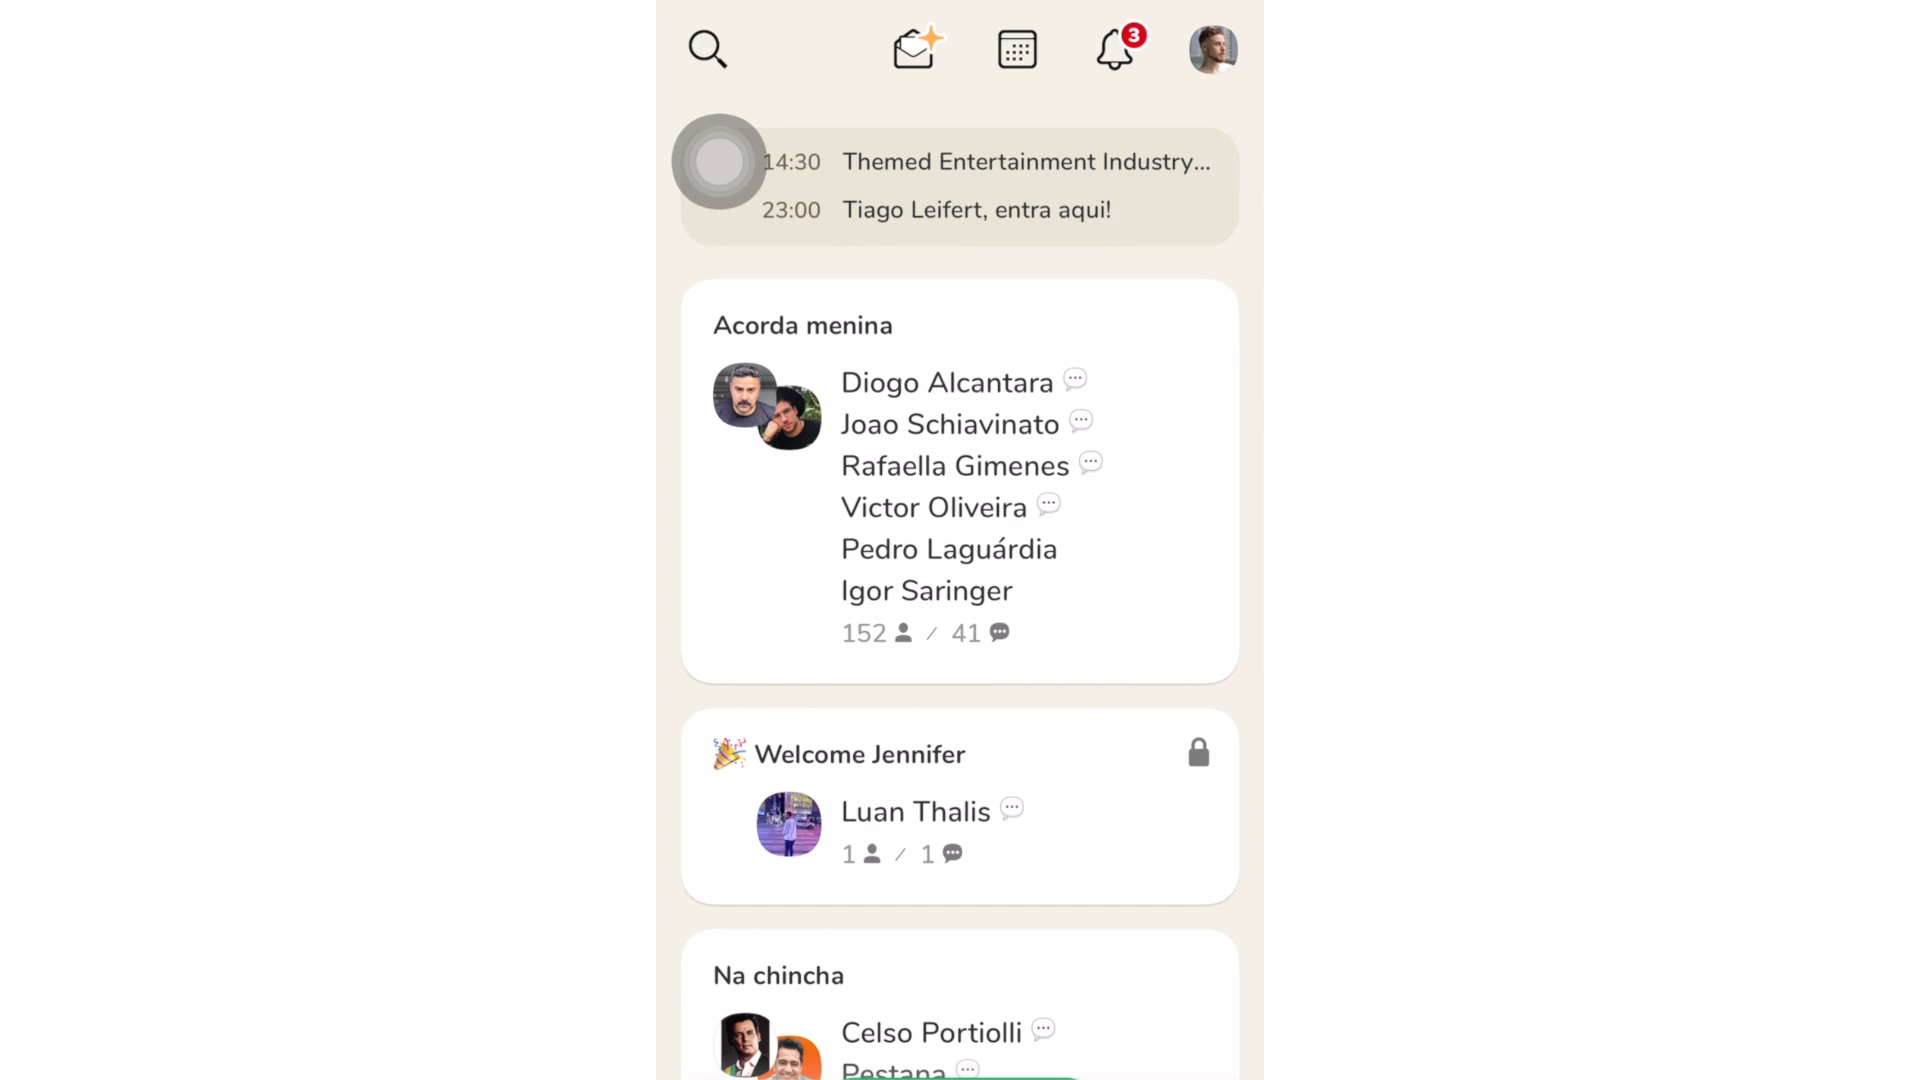 3
14:30 Themed Entertainment Industry...
23:00 Tiago Leifert, entra aqui!
Acorda menina
Diogo Alcantara
Joao Schiavinato
Rafaella Gimenes
Victor Oliveira
Pedro Laguárdia
Igor Saringer
152 / 41
Welcome Jennifer
Luan Thalis
1 / 1
Na chincha
Celso Portiolli
Pestana